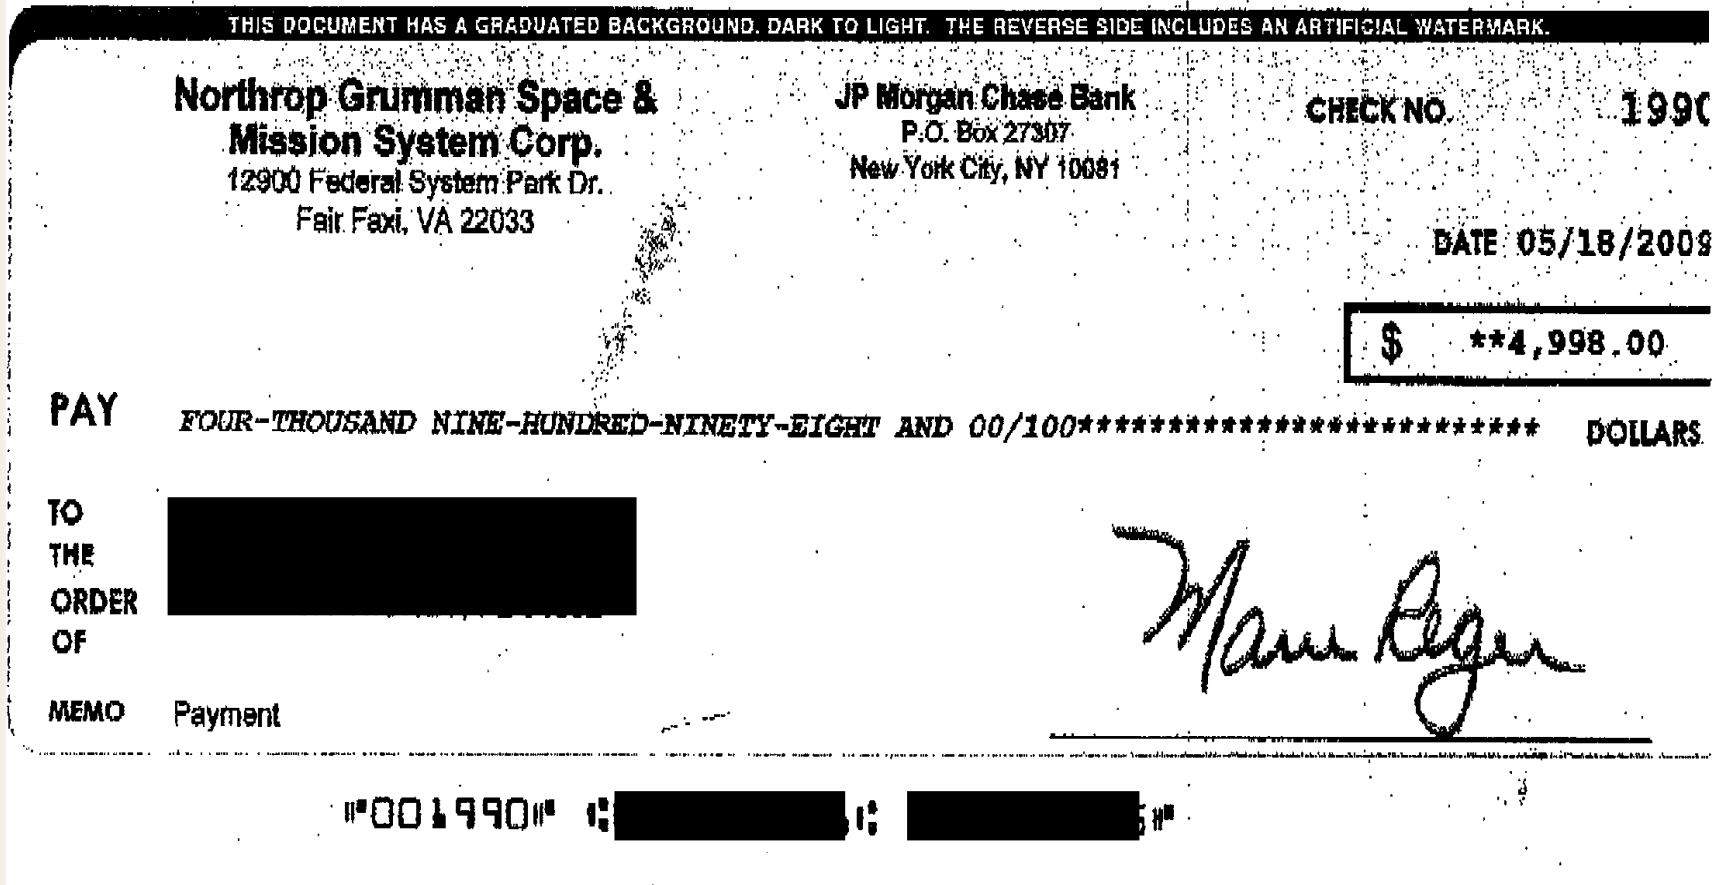 THIS DOCUMENT HAS A GRADUATED BACKGROUND. DARK TO LIGHT. THE REVERSE SIDE INCLUDES AN ARTIFICIAL WATERMARK.
Northrop Grumman Space &
Mission System Corp.
12900 Federal System Park Dr.
Fair Faxi, VA 22033
JP Morgan Chase Bank
P.O. Box 27307
New York City, NY 10081
CHECK NO. 1990
DATE 05/18/2009
$ **4,998.00
PAY FOUR-THOUSAND NINE-HUNDRED-NINETY-EIGHT AND 00/100************************** DOLLARS
TO
THE
ORDER
OF
MEMO Payment
⑈001990⑈ ⑆ ⑆ 5⑈